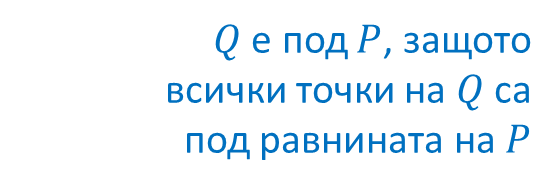 Q е под P, защото
всички точки на Q са
под равнината на P